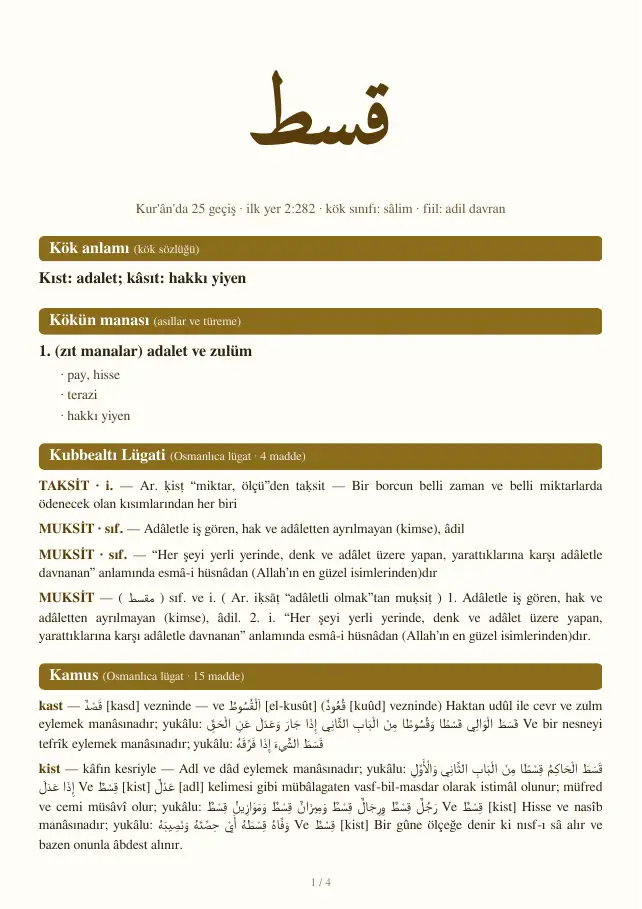 قسط
Kur'ân'da 25 geçiş · ilk yer 2:282 · kök sınıfı: sâlim · fiil: adil davran
Kök anlamı (kök sözlüğü)
Kıst: adalet; kâsıt: hakkı yiyen
Kökün manası (asıllar ve türeme)
1. (zıt manalar) adalet ve zulüm
· pay, hisse
· terazi
· hakkı yiyen
Kubbealtı Lügati (Osmanlıca lügat · 4 madde)
TAKSİT · i. — Ar. ḳisṭ “miktar, ölçü”den taḳsit — Bir borcun belli zaman ve belli miktarlarda
ödenecek olan kısımlarından her biri
MUKSİT · sıf. — Adâletle iş gören, hak ve adâletten ayrılmayan (kimse), âdil
MUKSİT · sıf. — “Her şeyi yerli yerinde, denk ve adâlet üzere yapan, yarattıklarına karşı adâletle
davnanan” anlamında esmâ-i hüsnâdan (Allah’ın en güzel isimlerinden)dır
MUKSİT — ( مقسط ) sıf. ve i. ( Ar. iḳsāṭ “adâletli olmak”tan muḳsiṭ ) 1. Adâletle iş gören, hak ve
adâletten ayrılmayan (kimse), âdil. 2. i. “Her şeyi yerli yerinde, denk ve adâlet üzere yapan,
yarattıklarına karşı adâletle davnanan” anlamında esmâ-i hüsnâdan (Allah’ın en güzel isimlerinden)dır.
Kamus (Osmanlıca lügat · 15 madde)
kast — قَصْدٌ [kasd] vezninde — ve اَلْقُسُوطُ [el-kusût] (قُعُودٌ [kuûd] vezninde) Haktan udûl ile cevr ve zulm
eylemek manâsınadır; yukâlu: قَسَطَ الْوَالِي قَسْطًا وَقُسُوطًا مِنَ الْبَابِ الثَّانِي إِذَا جَارَ وَعَدَلَ عَنِ الْحَقِّ Ve bir nesneyi
tefrîk eylemek manâsınadır; yukâlu: قَسَطَ الشَّيْءَ إِذَا فَرَّقَهُ
kist — kâfın kesriyle — Adl ve dâd eylemek manâsınadır; yukâlu: قَسَطَ الْحَاكِمُ قِسْطًا مِنَ الْبَابِ الثَّانِي وَالْأَوَّلِ
إِذَا عَدَلَ Ve قِسْطٌ [kist] عَدْلٌ [adl] kelimesi gibi mübâlagaten vasf-bil-masdar olarak istimâl olunur; müfred
ve cemi müsâvî olur; yukâlu: رَجُلٌ قِسْطٌ وَرِجَالٌ قِسْطٌ وَمِيزَانٌ قِسْطٌ وَمَوَازِينُ قِسْطٌ Ve قِسْطٌ [kist] Hisse ve nasîb
manâsınadır; yukâlu: وَفَّاهُ قِسْطَهُ أَيْ حِصَّتَهُ وَنَصِيبَهُ Ve قِسْطٌ [kist] Bir gûne ölçeğe denir ki nısf-ı sâ alır ve
bazen onunla âbdest alınır.
1 / 4